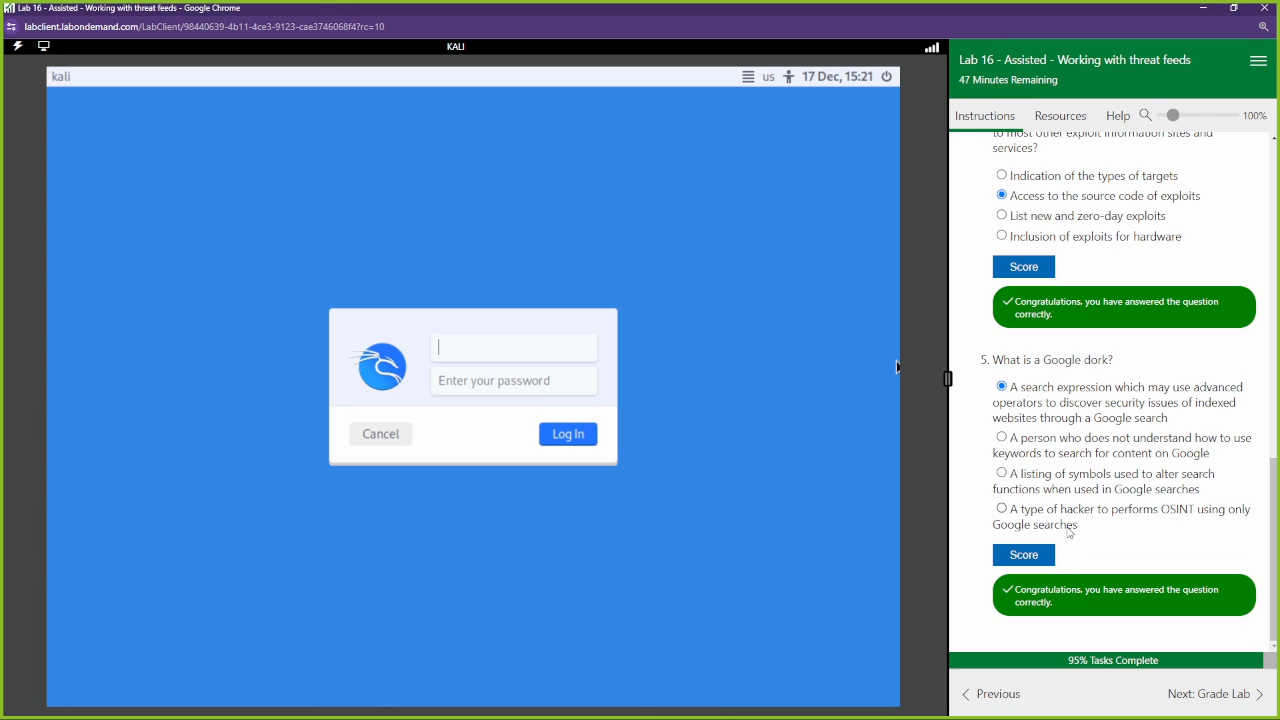 Lab 16 - Assisted - Working with threat feeds - Google Chrome
labclient.labondemand.com/LabClient/98440639-4b11-4ce3-9123-cae3746068f4?rc=10
KALI
kali
us
17 Dec, 15:21
Enter your password
Cancel
Log In
Lab 16 - Assisted - Working with threat feeds
47 Minutes Remaining
Instructions
Resources
Help
100%
to most other exploit information sites and
services?
Indication of the types of targets
Access to the source code of exploits
List new and zero-day exploits
Inclusion of exploits for hardware
Score
Congratulations, you have answered the question
correctly.
5. What is a Google dork?
A search expression which may use advanced
operators to discover security issues of indexed
websites through a Google search
A person who does not understand how to use
keywords to search for content on Google
A listing of symbols used to alter search
functions when used in Google searches
A type of hacker to performs OSINT using only
Google searches
Score
Congratulations, you have answered the question
correctly.
95% Tasks Complete
Previous
Next: Grade Lab